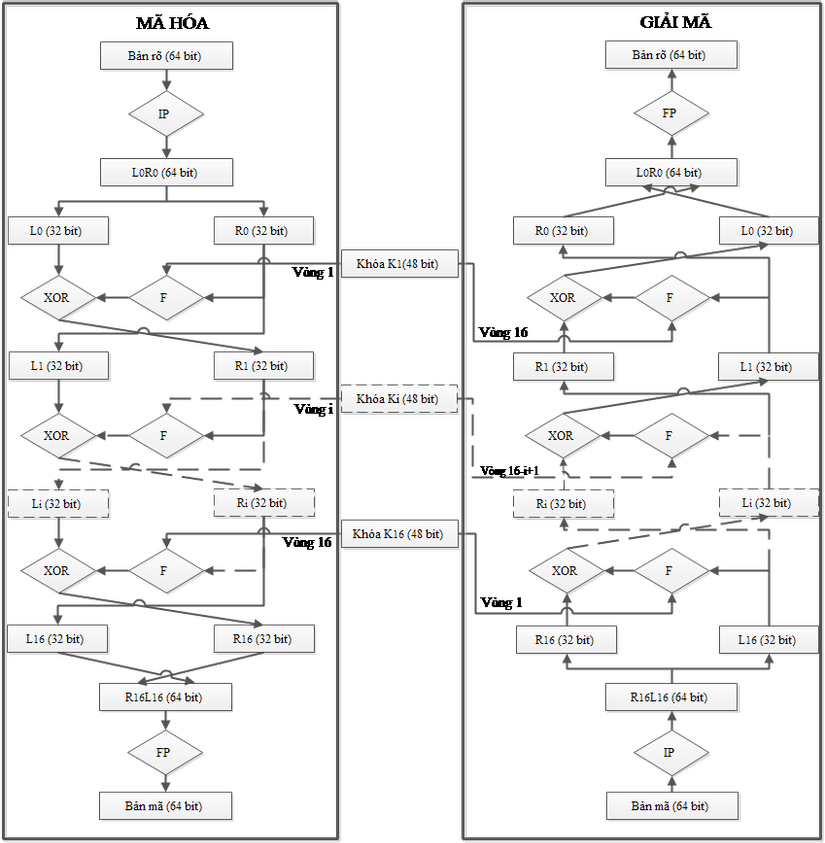 MÃ HÓA
Bản rõ (64 bit)
IP
L0R0 (64 bit)
L0 (32 bit)
R0 (32 bit)
Vòng 1
XOR
F
L1 (32 bit)
R1 (32 bit)
Vòng i
XOR
F
Li (32 bit)
Ri (32 bit)
Vòng 16
XOR
F
L16 (32 bit)
R16 (32 bit)
R16L16 (64 bit)
FP
Bản mã (64 bit)
Khóa K1(48 bit)
Khóa Ki (48 bit)
Khóa K16 (48 bit)
GIẢI MÃ
Bản rõ (64 bit)
FP
L0R0 (64 bit)
R0 (32 bit)
L0 (32 bit)
XOR
F
Vòng 16
R1 (32 bit)
L1 (32 bit)
XOR
F
Vòng 16-i+1
Ri (32 bit)
Li (32 bit)
XOR
F
Vòng 1
R16 (32 bit)
L16 (32 bit)
R16L16 (64 bit)
IP
Bản mã (64 bit)